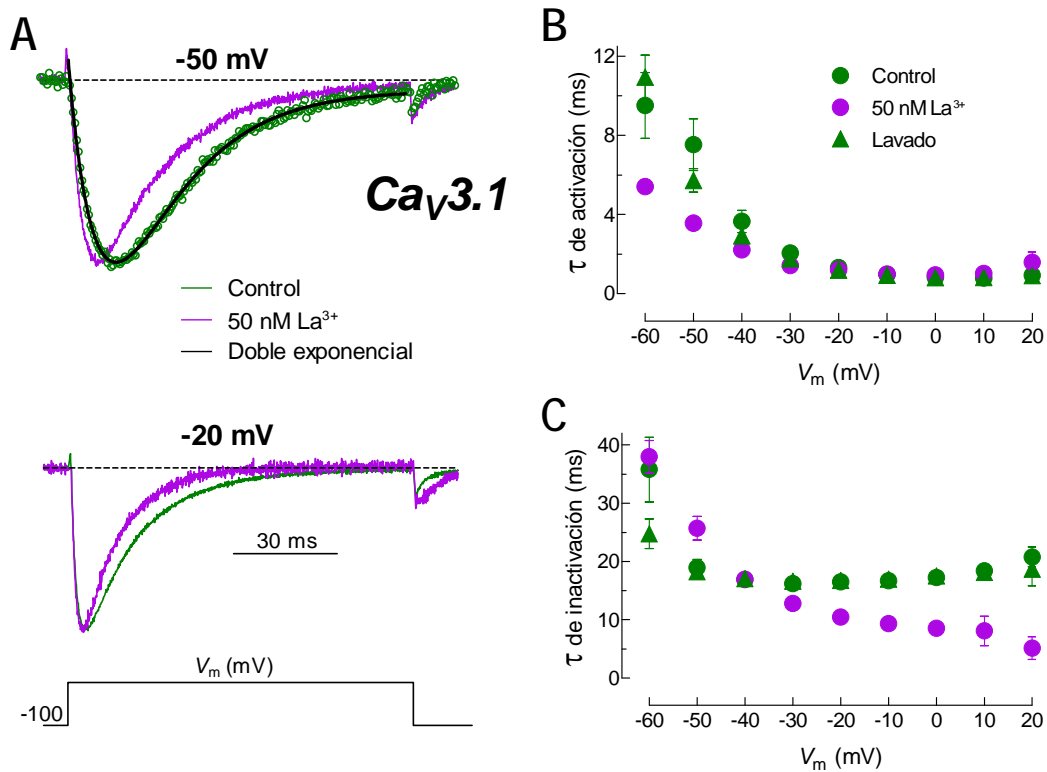 A
-50 mV
CaV3.1
Control
50 nM La³⁺
Doble exponencial
-20 mV
30 ms
Vm (mV)
-100
B
12
8
4
0
τ de activación (ms)
Control
50 nM La³⁺
Lavado
-60 -50 -40 -30 -20 -10 0 10 20
Vm (mV)
C
40
30
20
10
0
τ de inactivación (ms)
-60 -50 -40 -30 -20 -10 0 10 20
Vm (mV)